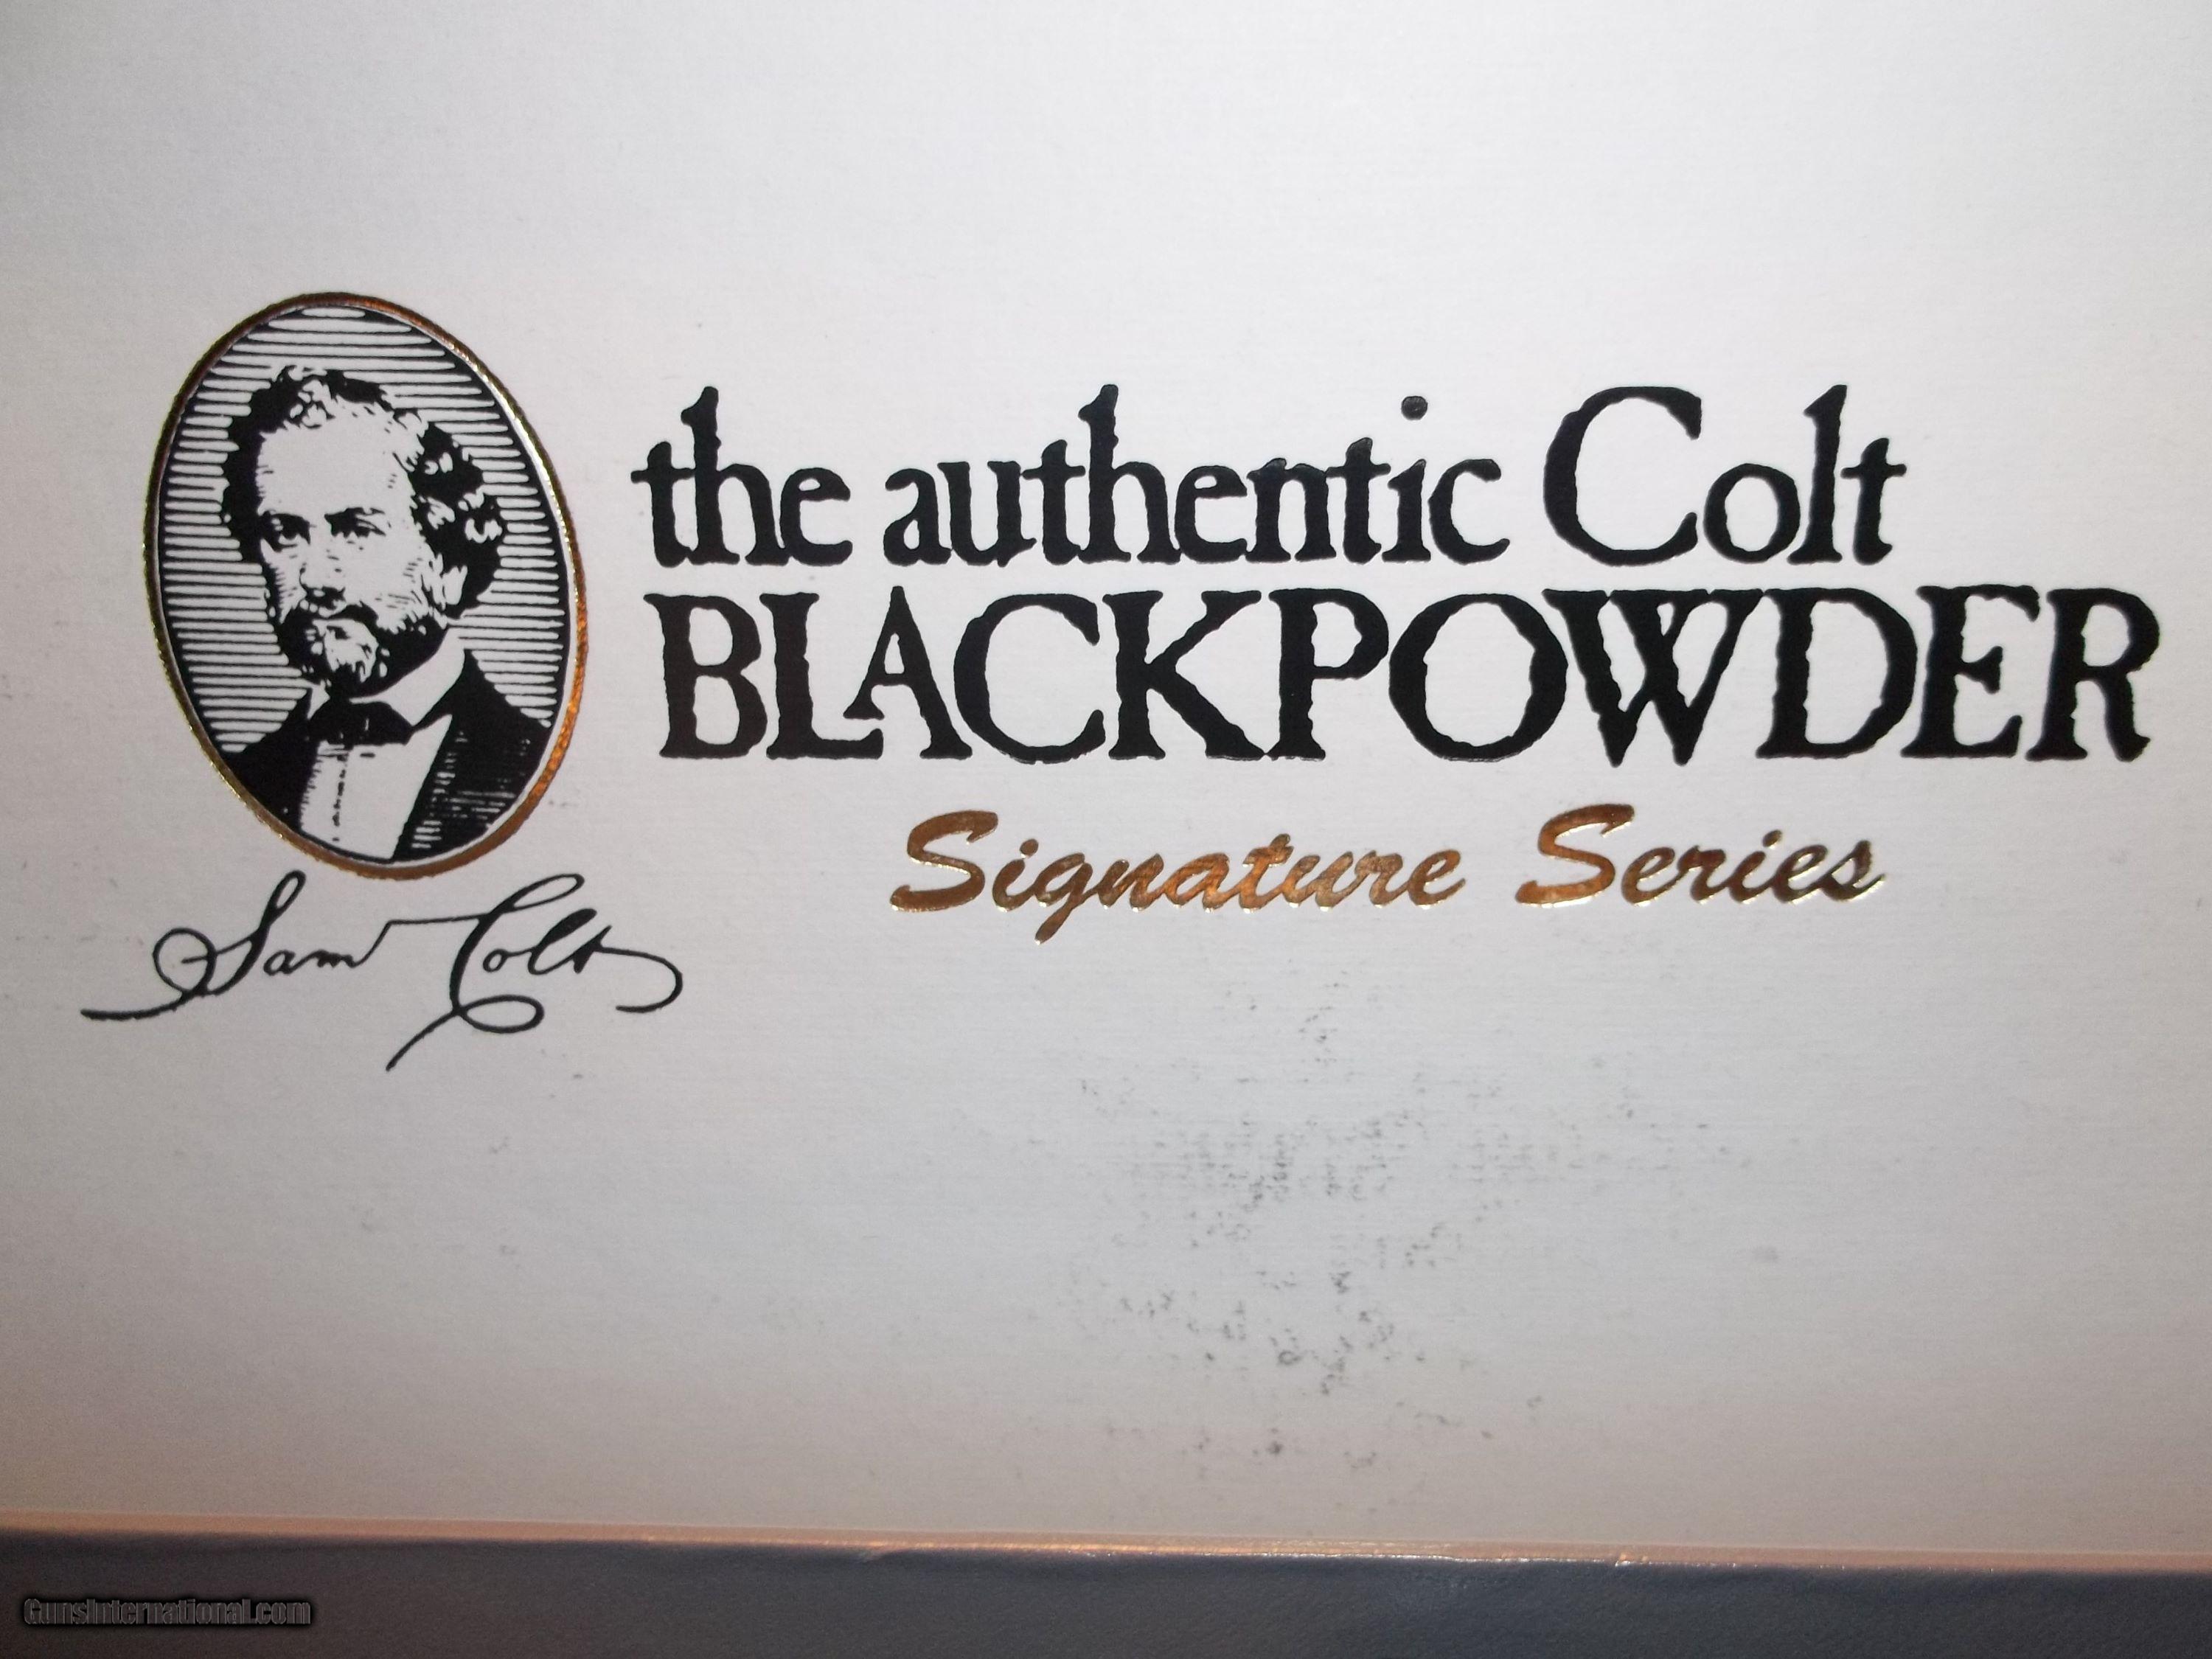 the authentic Colt
BLACKPOWDER
Signature Series
Sam Colt
GunsInternational.com